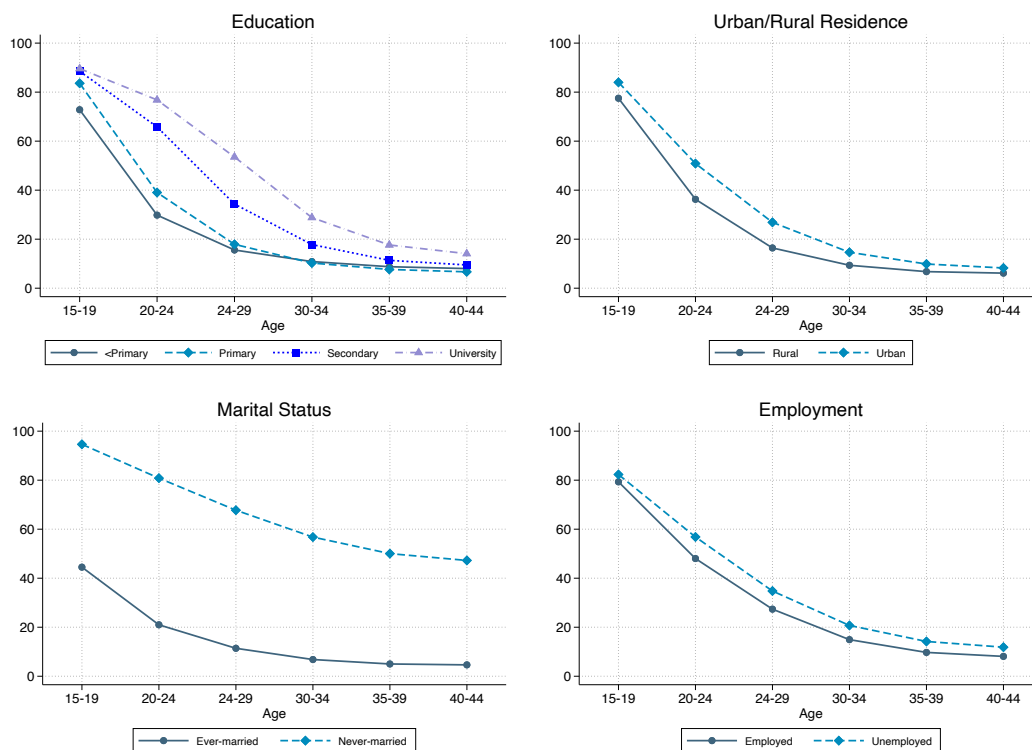 Education
100
80
60
40
20
0
15-19 20-24 24-29 30-34 35-39 40-44
Age
<Primary Primary Secondary University
Urban/Rural Residence
100
80
60
40
20
0
15-19 20-24 24-29 30-34 35-39 40-44
Age
Rural Urban
Marital Status
100
80
60
40
20
0
15-19 20-24 24-29 30-34 35-39 40-44
Age
Ever-married Never-married
Employment
100
80
60
40
20
0
15-19 20-24 24-29 30-34 35-39 40-44
Age
Employed Unemployed